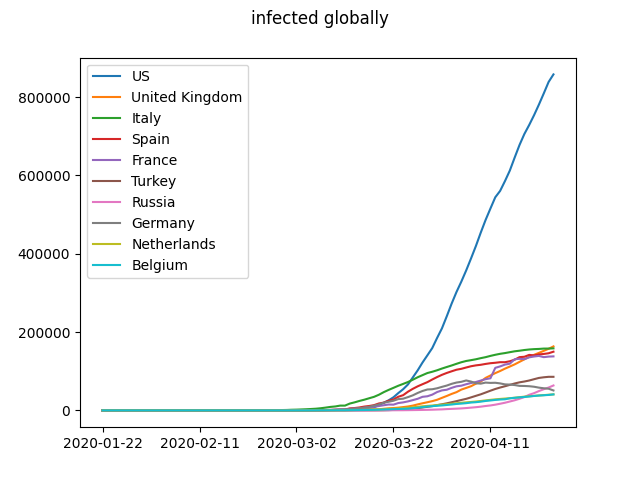 infected globally
US
United Kingdom
Italy
Spain
France
Turkey
Russia
Germany
Netherlands
Belgium
800000
600000
400000
200000
0
2020-01-22 2020-02-11 2020-03-02 2020-03-22 2020-04-11